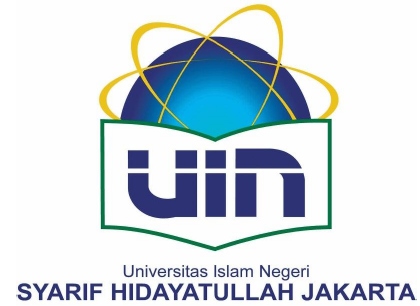 uin
Universitas Islam Negeri
SYARIF HIDAYATULLAH JAKARTA